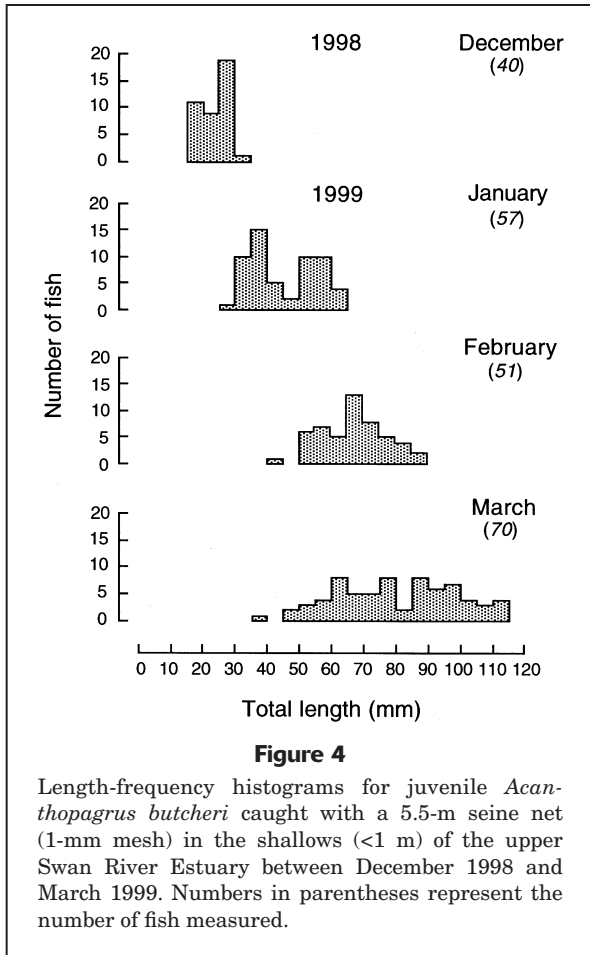 1998 December
(40)
20
15
10
5
0
1999 January
(57)
20
15
10
5
0
Number of fish
February
(51)
20
15
10
5
0
March
(70)
20
15
10
5
0
0 10 20 30 40 50 60 70 80 90 100 110 120
Total length (mm)
Figure 4
Length-frequency histograms for juvenile Acan-
thopagrus butcheri caught with a 5.5-m seine net
(1-mm mesh) in the shallows (<1 m) of the upper
Swan River Estuary between December 1998 and
March 1999. Numbers in parentheses represent the
number of fish measured.